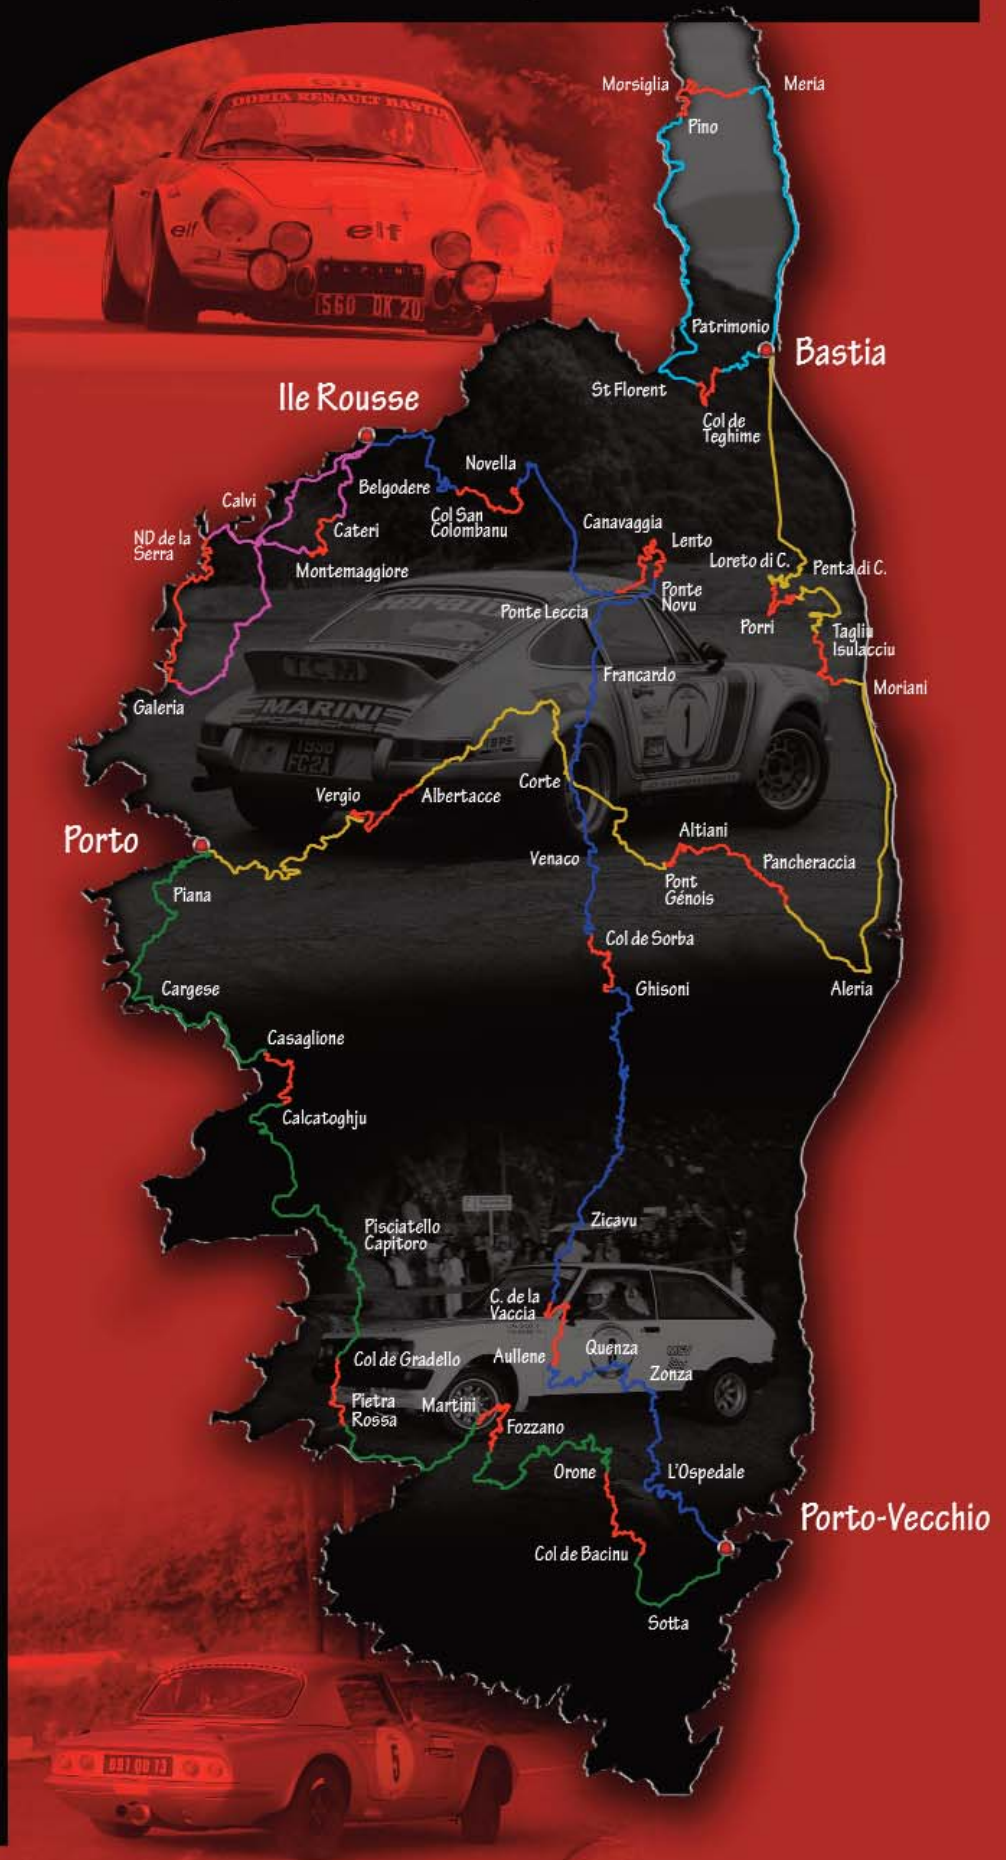 elf
DORIA RENAULT BASTIA
elf
elf
ALPINE
560 DK 20
Morsiglia
Meria
Pino
Patrimonio
Bastia
St Florent
Col de
Teghime
Ile Rousse
Novella
Belgodere
Col San
Colombanu
Calvi
Cateri
ND de la
Serra
Montemaggiore
Canavaggia
Lento
Loreto di C.
Penta di C.
Ponte Leccia
Ponte
Novu
Porri
Tagliu
Isulacciu
Francardo
Moriani
Galeria
MARINI
1
Corte
Vergio
Albertacce
Porto
Altiani
Venaco
Pancheraccia
Piana
Pont
Génois
Col de Sorba
Cargese
Ghisoni
Aleria
Casaglione
Calcatoghju
Zicavu
Pisciatello
Capitoro
C. de la
Vaccia
Quenza
Aullene
Col de Gradello
Zonza
Pietra
Rossa
Martini
Fozzano
Orone
L'Ospedale
Porto-Vecchio
Col de Bacinu
Sotta
5